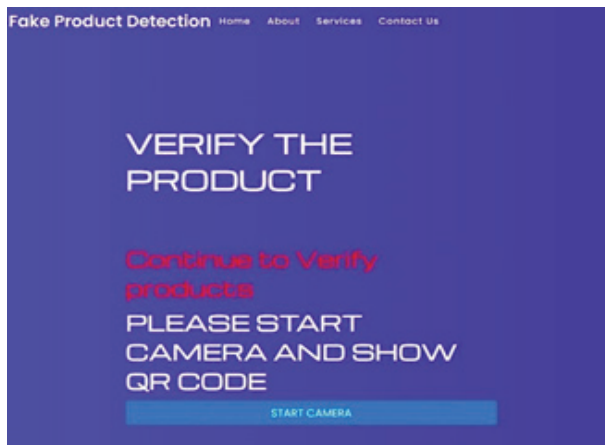 Fake Product Detection Home About Services Contact Us
VERIFY THE
PRODUCT
Continue to Verify
products
PLEASE START
CAMERA AND SHOW
QR CODE
START CAMERA